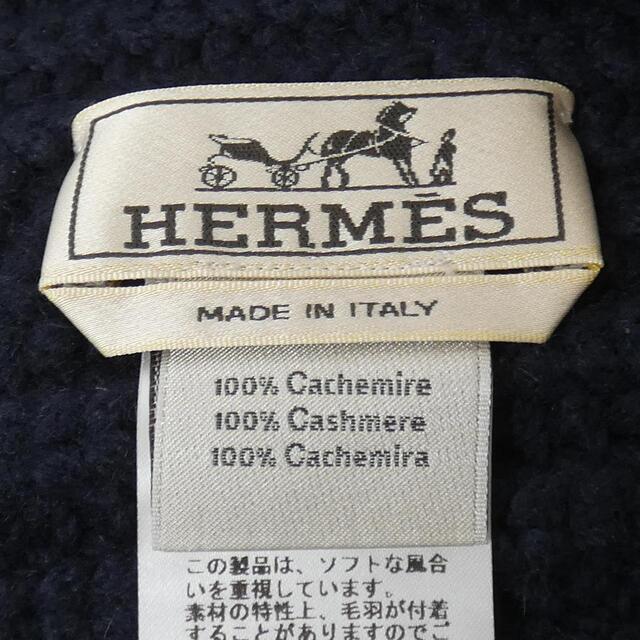 HERMÈS
MADE IN ITALY
100% Cachemire
100% Cashmere
100% Cachemira
この製品は、ソフトな風合
いを重視しています。
素材の特性上、毛羽が付着
することがありますのでご